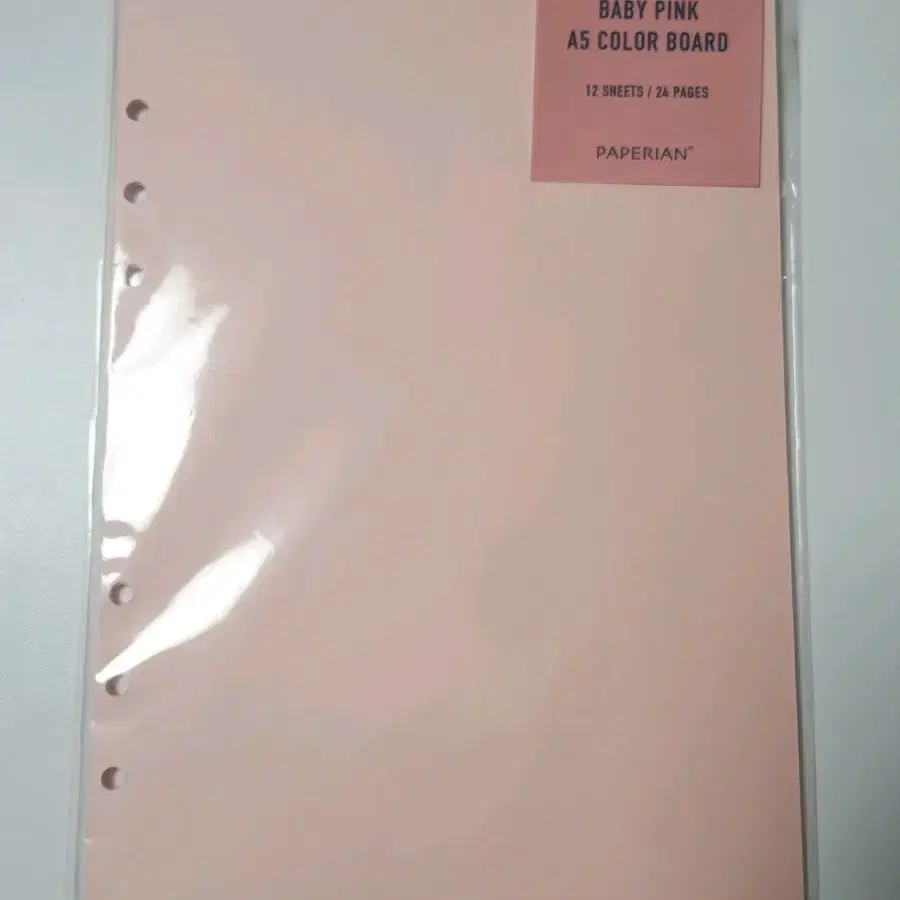 BABY PINK
A5 COLOR BOARD
12 SHEETS / 24 PAGES
PAPERIAN®